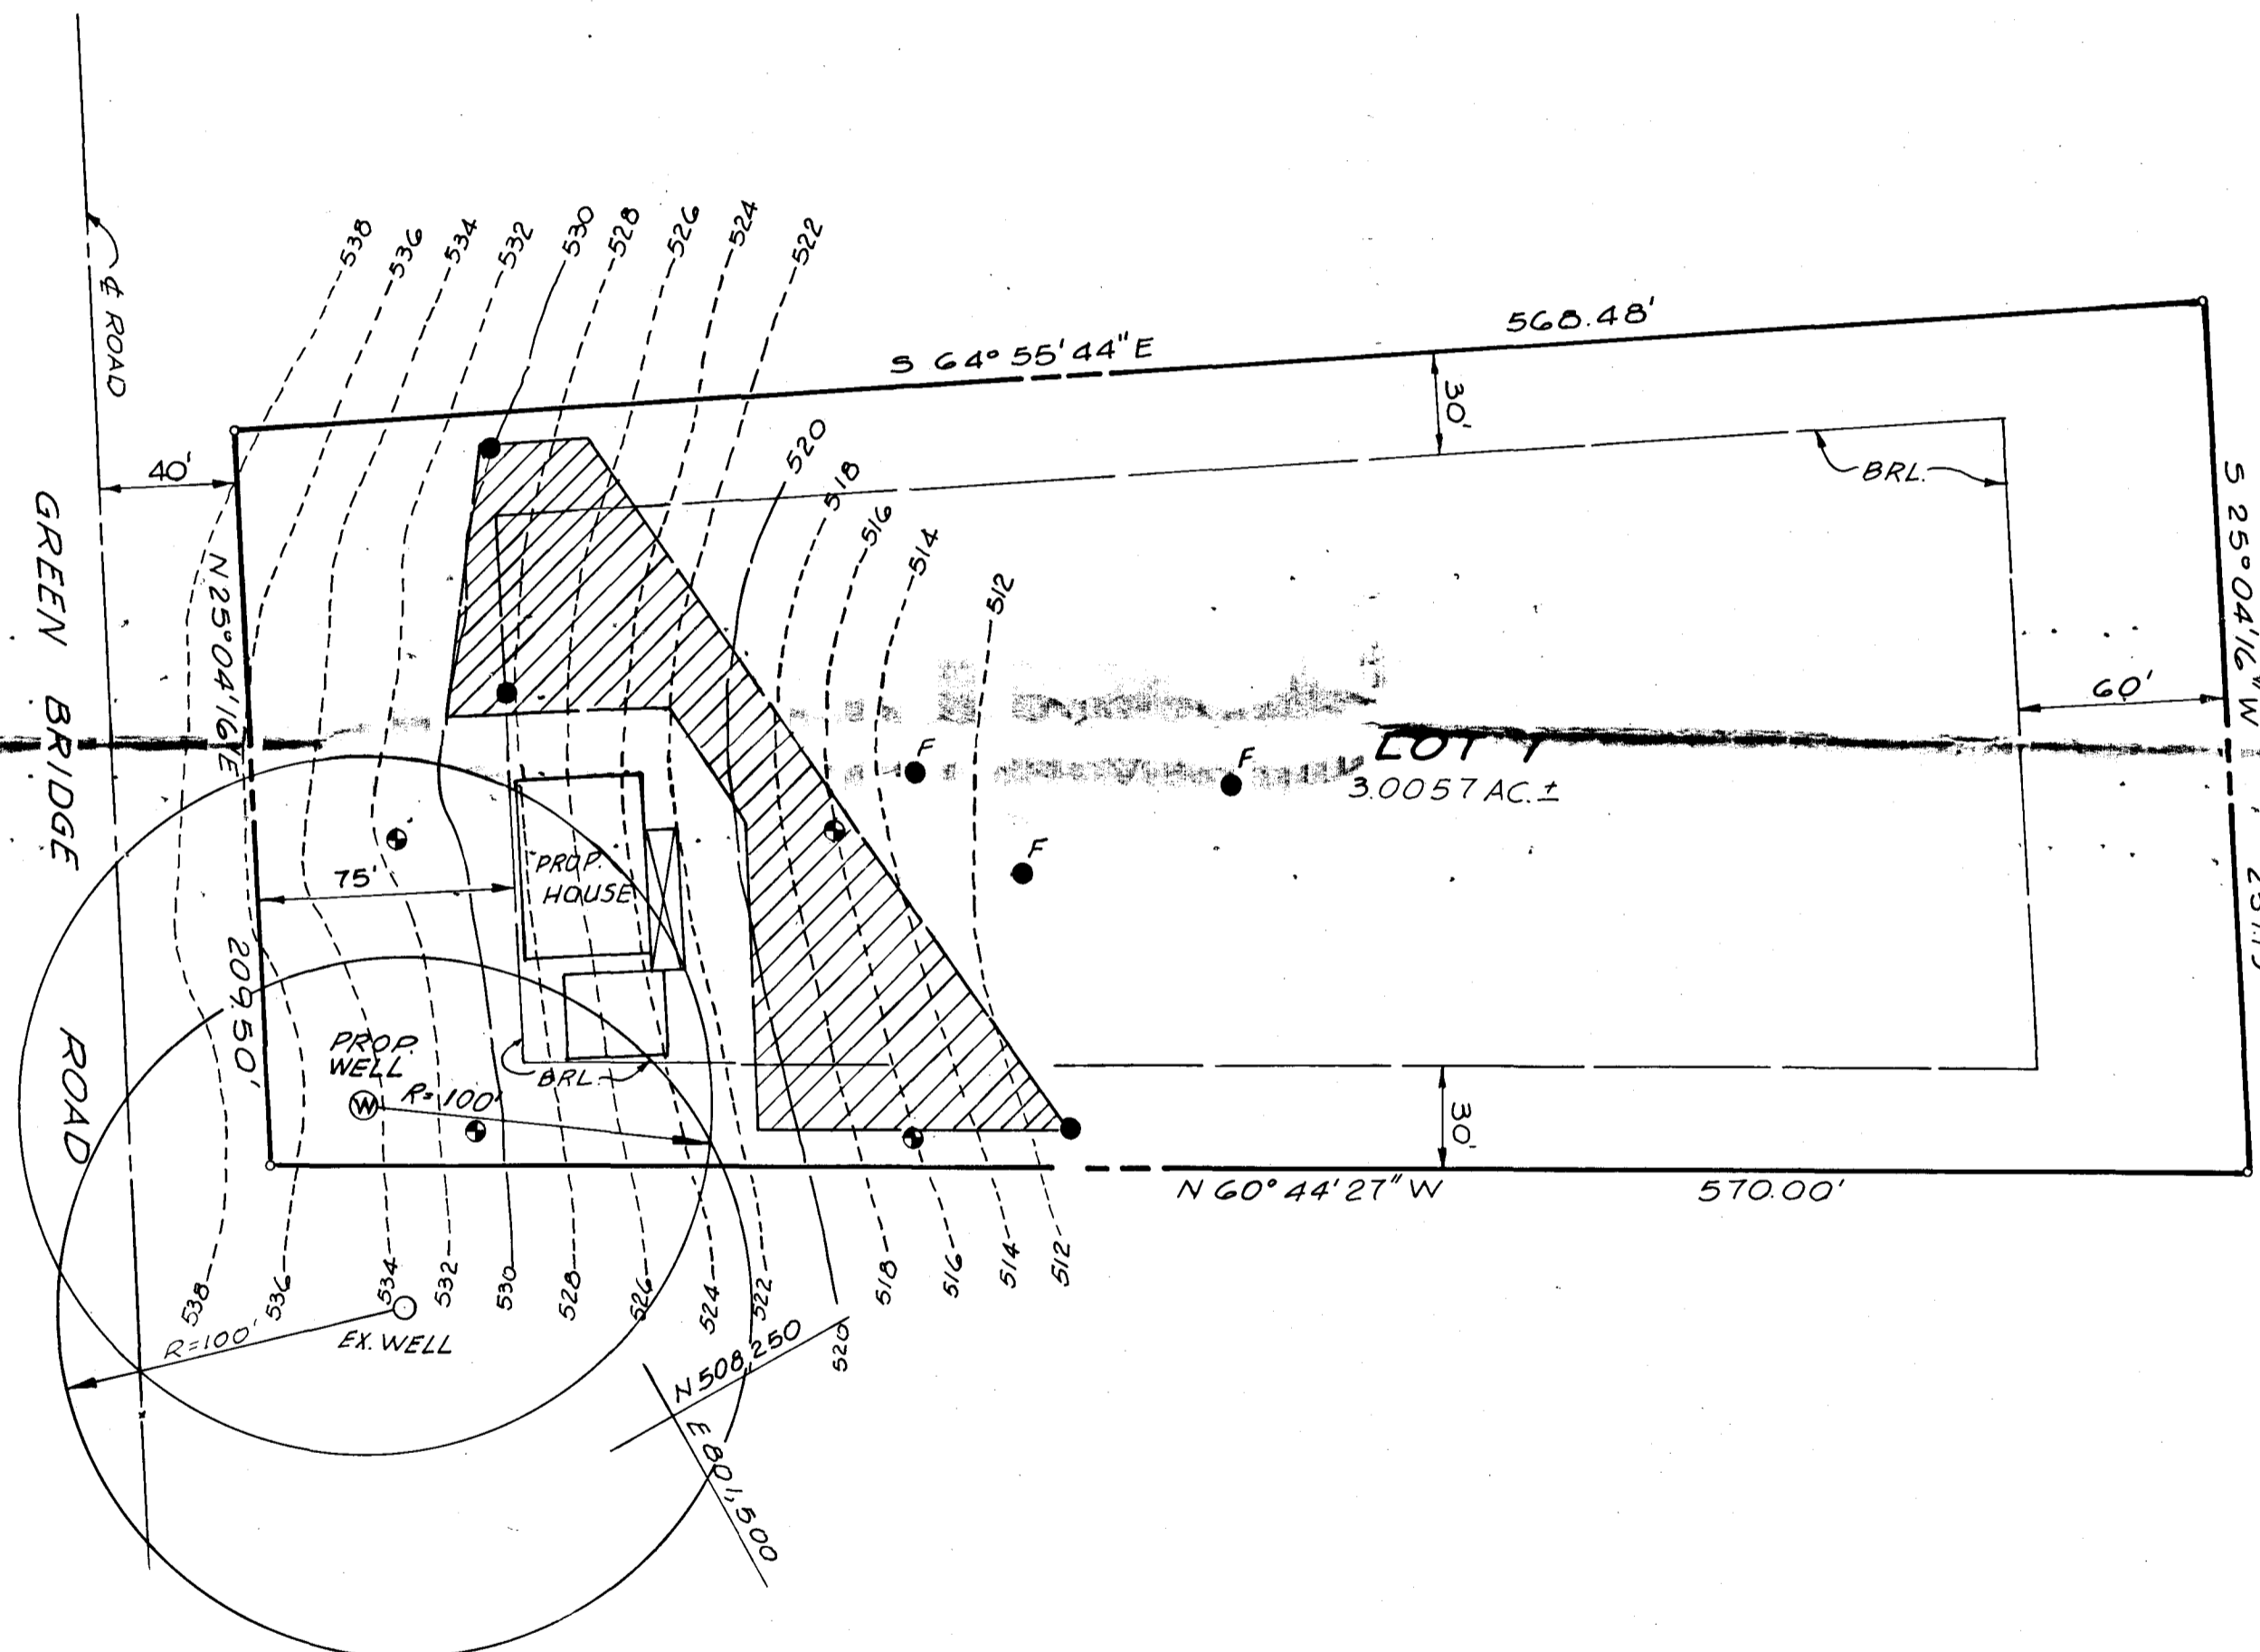 538
536
534
532
530
528
526
524
522
℄ ROAD
568.48'
S 64° 55' 44" E
30'
520
518
516
514
512
BRL.
40'
S 25° 04' 16" W
GREEN BRIDGE ROAD
N 25° 04' 16" E
209.50'
60'
LOT
3.0057 AC. ±
F
F
F
75'
PROP.
HOUSE
PROP.
WELL
W
R= 100'
BRL.
30'
N 60° 44' 27" W
570.00'
538
536
534
532
530
528
526
524
522
520
518
516
514
512
R=100'
EX. WELL
N 508,250
E 801,500